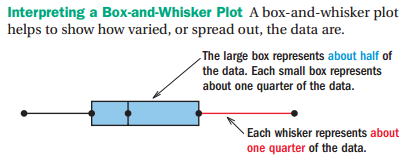 Interpreting a Box-and-Whisker Plot A box-and-whisker plot
helps to show how varied, or spread out, the data are.
The large box represents about half of
the data. Each small box represents
about one quarter of the data.
Each whisker represents about
one quarter of the data.